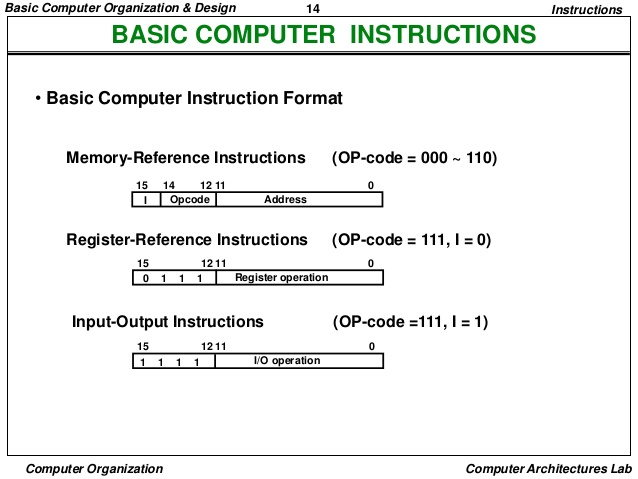 Basic Computer Organization & Design 14 Instructions
BASIC COMPUTER INSTRUCTIONS
• Basic Computer Instruction Format
Memory-Reference Instructions (OP-code = 000 ~ 110)
15 14 12 11 0
I Opcode Address
Register-Reference Instructions (OP-code = 111, I = 0)
15 12 11 0
0 1 1 1 Register operation
Input-Output Instructions (OP-code =111, I = 1)
15 12 11 0
1 1 1 1 I/O operation
Computer Organization Computer Architectures Lab